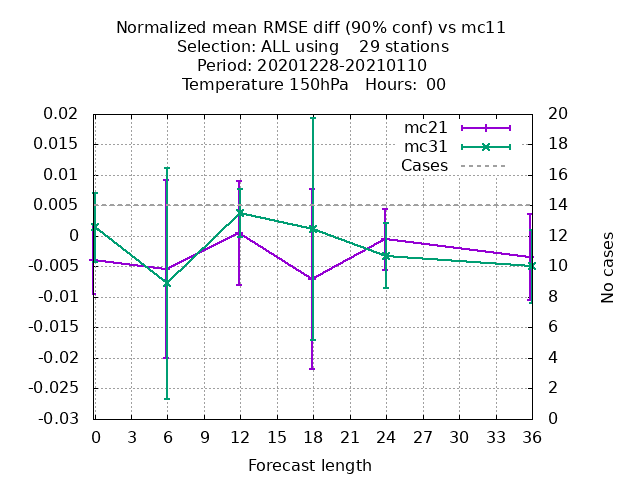 Normalized mean RMSE diff (90% conf) vs mc11
Selection: ALL using    29 stations
Period: 20201228-20210110
Temperature 150hPa   Hours:  00
mc21
mc31
Cases
0.02
0.015
0.01
0.005
0
-0.005
-0.01
-0.015
-0.02
-0.025
-0.03
20
18
16
14
12
10
8
6
4
2
0
No cases
0 3 6 9 12 15 18 21 24 27 30 33 36
Forecast length